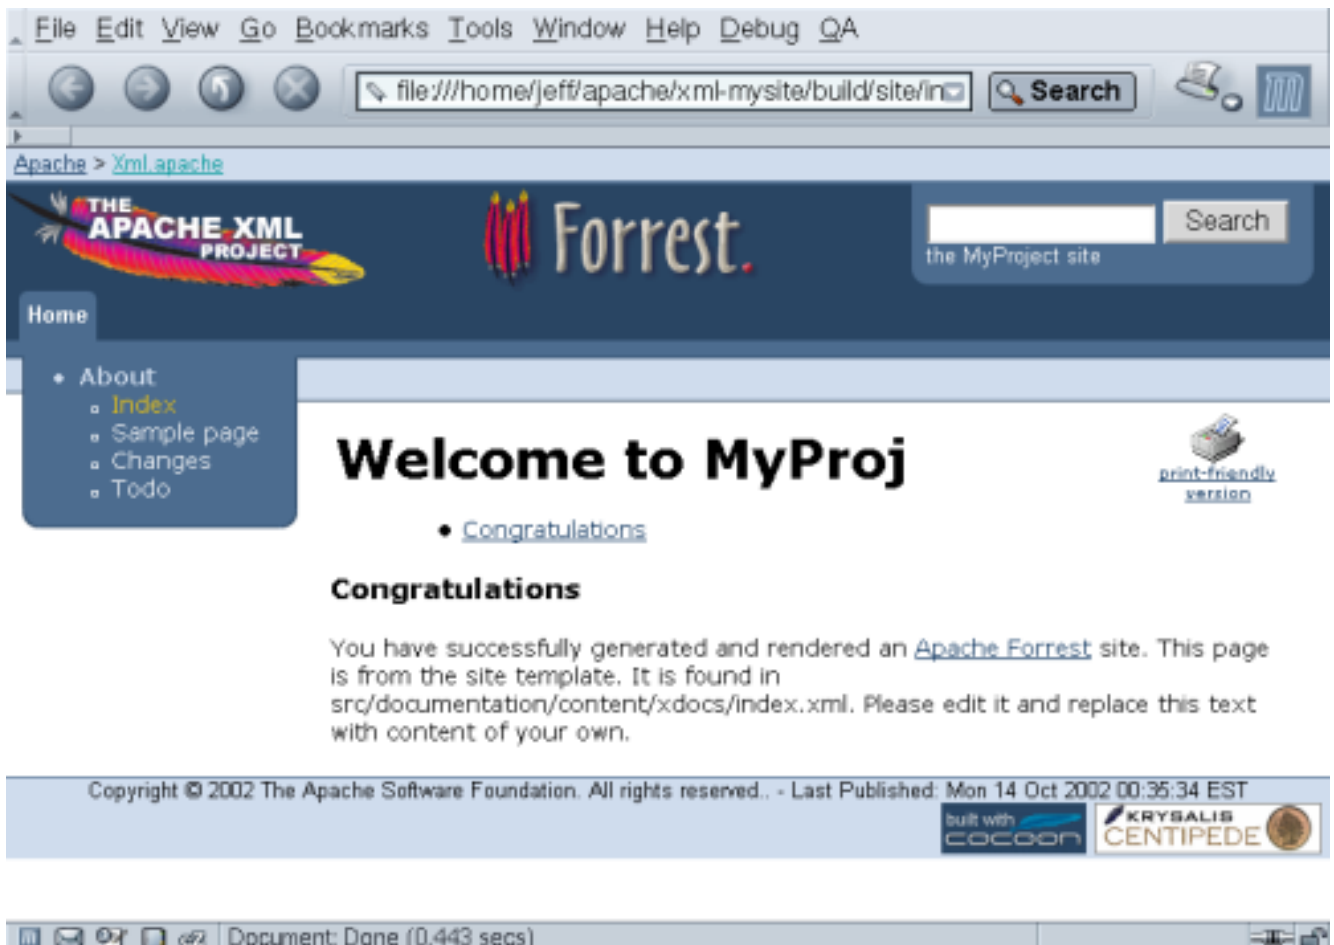 File Edit View Go Bookmarks Tools Window Help Debug QA
file:///home/jeff/apache/xml-mysite/build/site/in Search
Apache > Xml.apache
THE
APACHE XML
PROJECT
Forrest.
Search
the MyProject site
Home
About
Index
Sample page
Changes
Todo
Welcome to MyProj
print-friendly
version
Congratulations
Congratulations
You have successfully generated and rendered an Apache Forrest site. This page
is from the site template. It is found in
src/documentation/content/xdocs/index.xml. Please edit it and replace this text
with content of your own.
Copyright © 2002 The Apache Software Foundation. All rights reserved.. - Last Published: Mon 14 Oct 2002 00:35:34 EST
built with
cocoon
KRYSALIS
CENTIPEDE
Document: Done (0.443 secs)